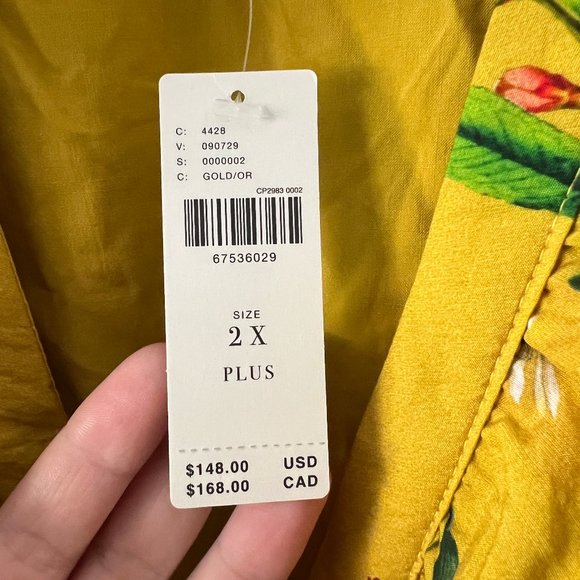 C: 4428
V: 090729
S: 0000002
C: GOLD/OR
CP2983 0002
67536029
SIZE
2 X
PLUS
$148.00 USD
$168.00 CAD